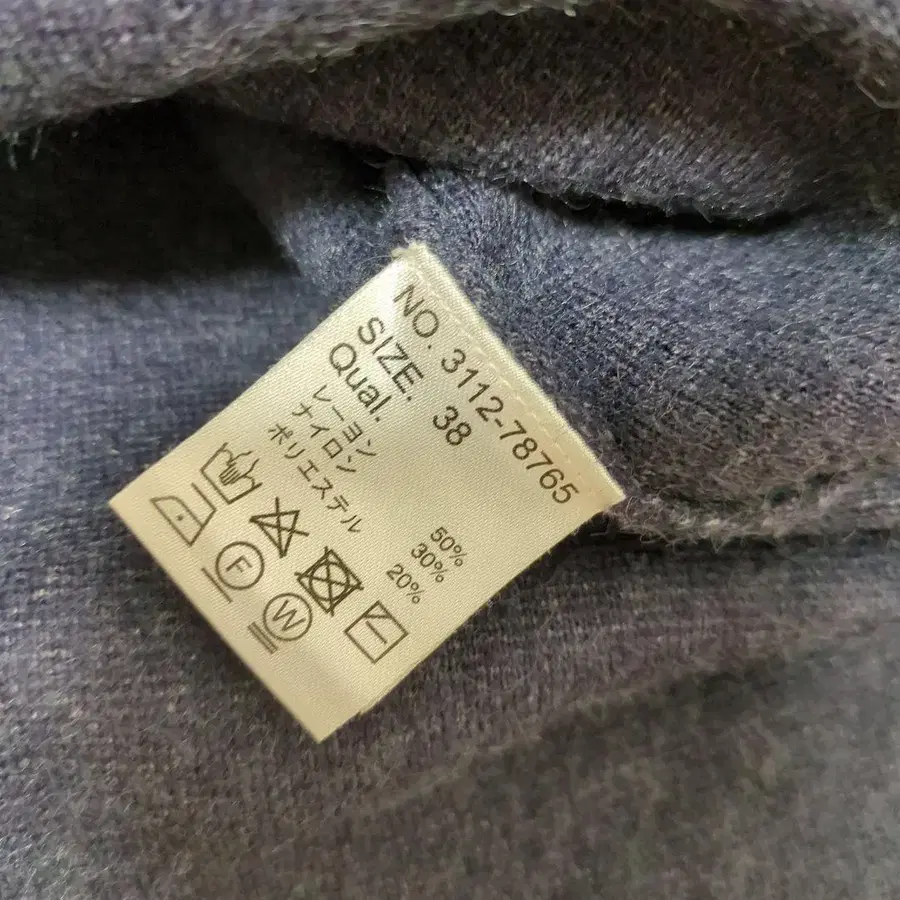 NO. 3112-78765
SIZE. 38
Qual.
レーヨン 50%
ナイロン 30%
ポリエステル 20%
F
W